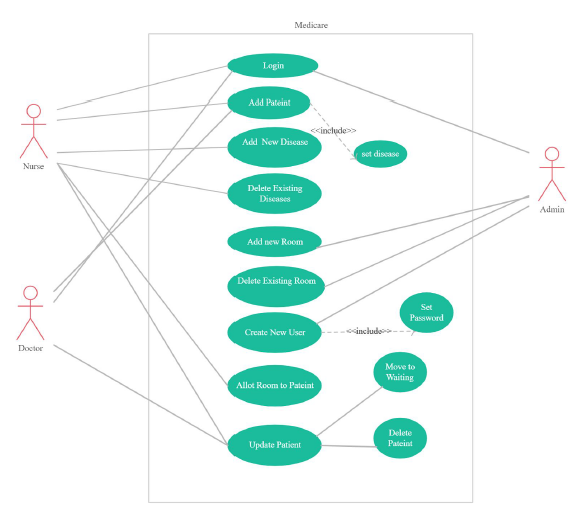 Medicare
Login
Add Pateint
<<include>>
Add New Disease
set disease
Nurse
Delete Existing
Diseases
Admin
Add new Room
Delete Existing Room
Set
Password
Create New User
<<include>>
Doctor
Move to
Waiting
Allot Room to Pateint
Delete
Pateint
Update Patient